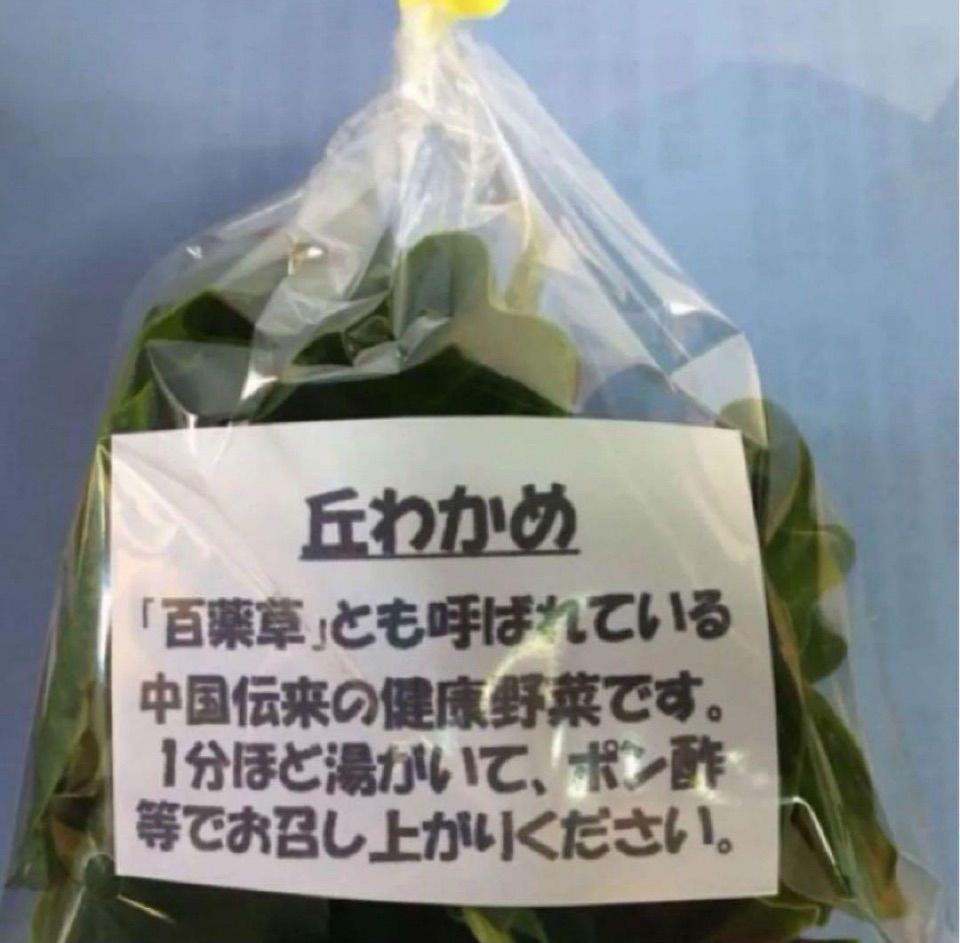 丘わかめ
「百薬草」とも呼ばれている
中国伝来の健康野菜です。
1分ほど湯がいて、ポン酢
等でお召し上がりください。